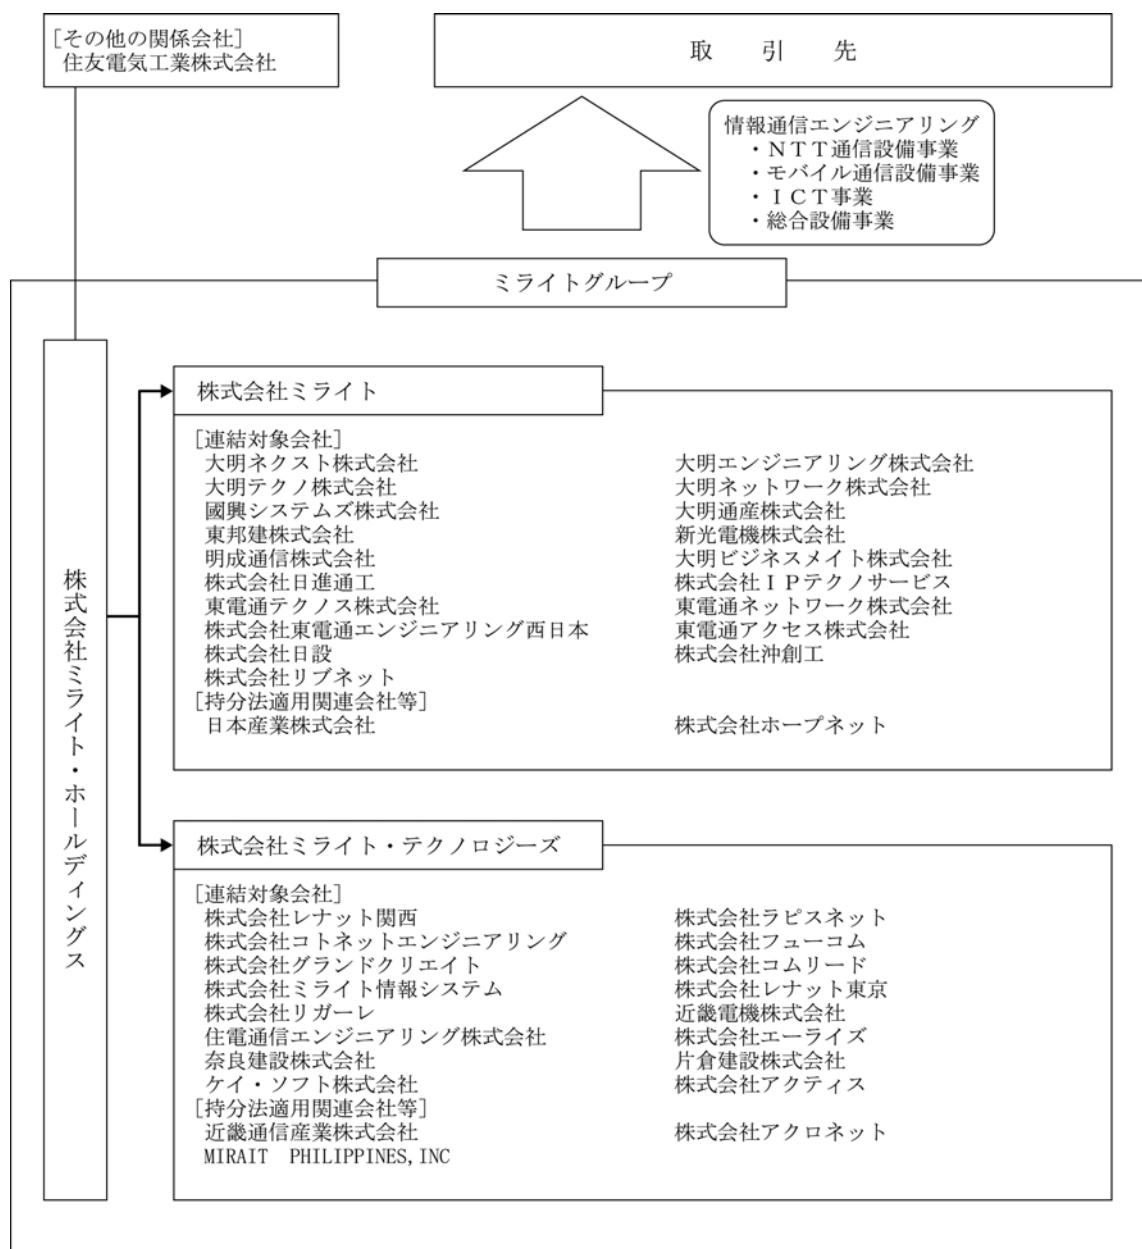 [その他の関係会社]
住友電気工業株式会社
取　引　先
情報通信エンジニアリング
・ＮＴＴ通信設備事業
・モバイル通信設備事業
・ＩＣＴ事業
・総合設備事業
ミライトグループ
株式会社ミライト・ホールディングス
株式会社ミライト
[連結対象会社]
大明ネクスト株式会社　大明エンジニアリング株式会社
大明テクノ株式会社　大明ネットワーク株式会社
國興システムズ株式会社　大明通産株式会社
東邦建株式会社　新光電機株式会社
明成通信株式会社　大明ビジネスメイト株式会社
株式会社日進通工　株式会社ＩＰテクノサービス
東電通テクノス株式会社　東電通ネットワーク株式会社
株式会社東電通エンジニアリング西日本　東電通アクセス株式会社
株式会社日設　株式会社沖創工
株式会社リブネット
[持分法適用関連会社等]
日本産業株式会社　株式会社ホープネット
株式会社ミライト・テクノロジーズ
[連結対象会社]
株式会社レナット関西　株式会社ラピスネット
株式会社コトネットエンジニアリング　株式会社フューコム
株式会社グランドクリエイト　株式会社コムリード
株式会社ミライト情報システム　株式会社レナット東京
株式会社リガーレ　近畿電機株式会社
住電通信エンジニアリング株式会社　株式会社エーライズ
奈良建設株式会社　片倉建設株式会社
ケイ・ソフト株式会社　株式会社アクティス
[持分法適用関連会社等]
近畿通信産業株式会社　株式会社アクロネット
MIRAIT　PHILIPPINES,INC